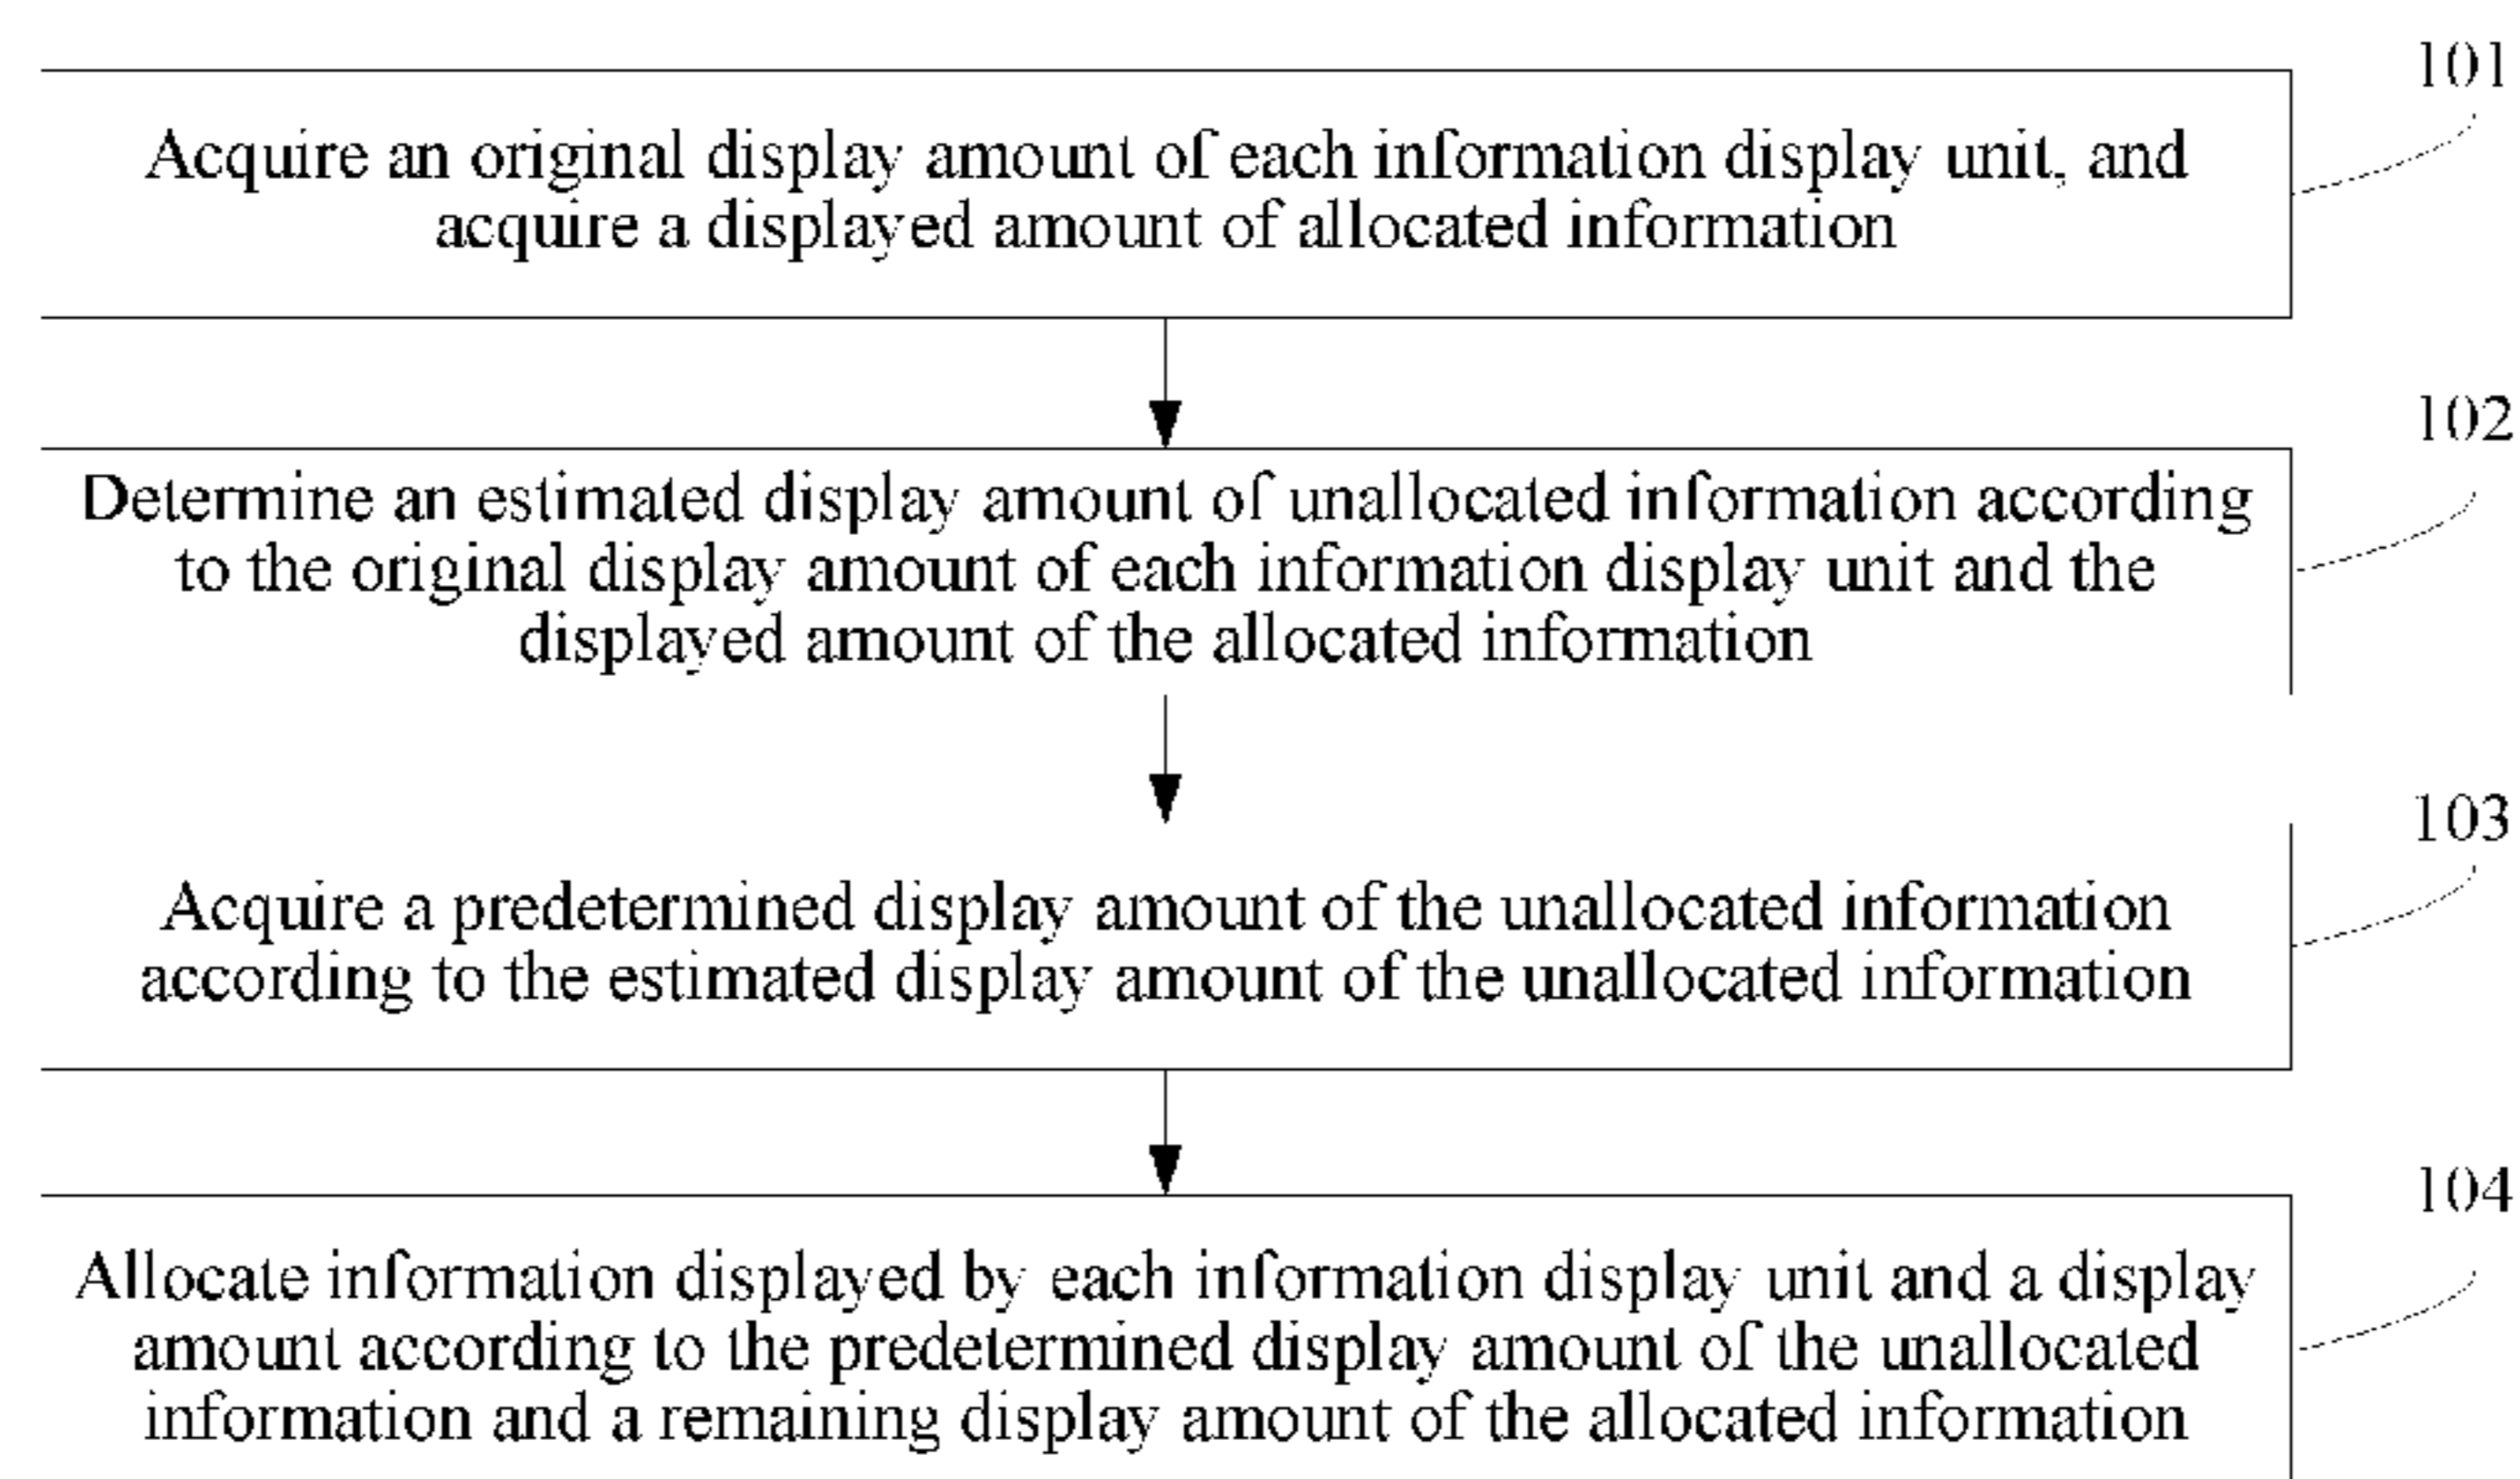 101
Acquire an original display amount of each information display unit, and
acquire a displayed amount of allocated information
102
Determine an estimated display amount of unallocated information according
to the original display amount of each information display unit and the
displayed amount of the allocated information
103
Acquire a predetermined display amount of the unallocated information
according to the estimated display amount of the unallocated information
104
Allocate information displayed by each information display unit and a display
amount according to the predetermined display amount of the unallocated
information and a remaining display amount of the allocated information